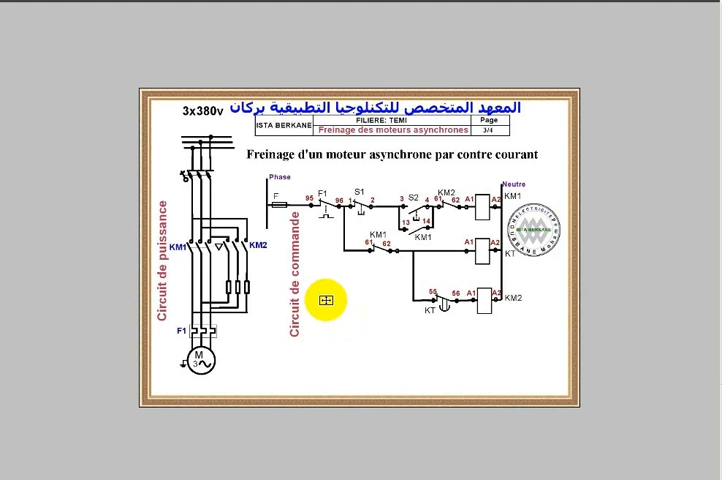 المعهد المتخصص للتكنلوجيا التطبيقية بركان
3x380v
ISTA BERKANE
FILIERE: TEMI
Page
Freinage des moteurs asynchrones
3/4
Freinage d'un moteur asynchrone par contre courant
Phase
Neutre
F
95
F1
96
S1
1
2
3
S2
4
KM2
61
62
A1
A2
KM1
13
14
KM1
KM1
61
62
A1
A2
KT
55
56
KT
A1
A2
KM2
ISTA BERKANE
Circuit de puissance
Circuit de commande
KM1
KM2
F1
M
3